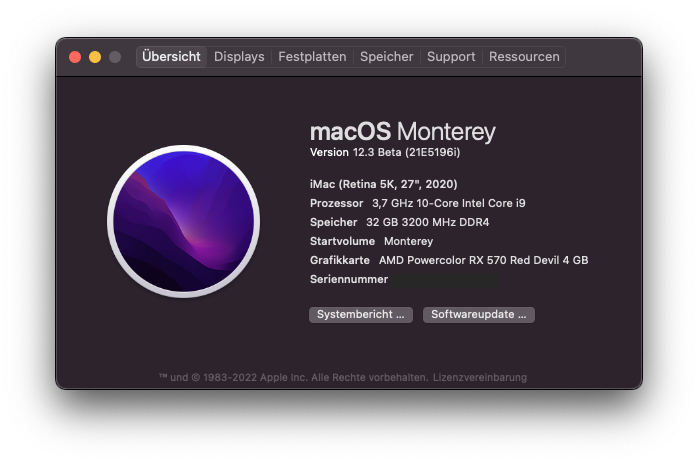 Übersicht Displays Festplatten Speicher Support Ressourcen
macOS Monterey
Version 12.3 Beta (21E5196i)
iMac (Retina 5K, 27", 2020)
Prozessor 3,7 GHz 10-Core Intel Core i9
Speicher 32 GB 3200 MHz DDR4
Startvolume Monterey
Grafikkarte AMD Powercolor RX 570 Red Devil 4 GB
Seriennummer
Systembericht ... Softwareupdate ...
™ und © 1983-2022 Apple Inc. Alle Rechte vorbehalten. Lizenzvereinbarung